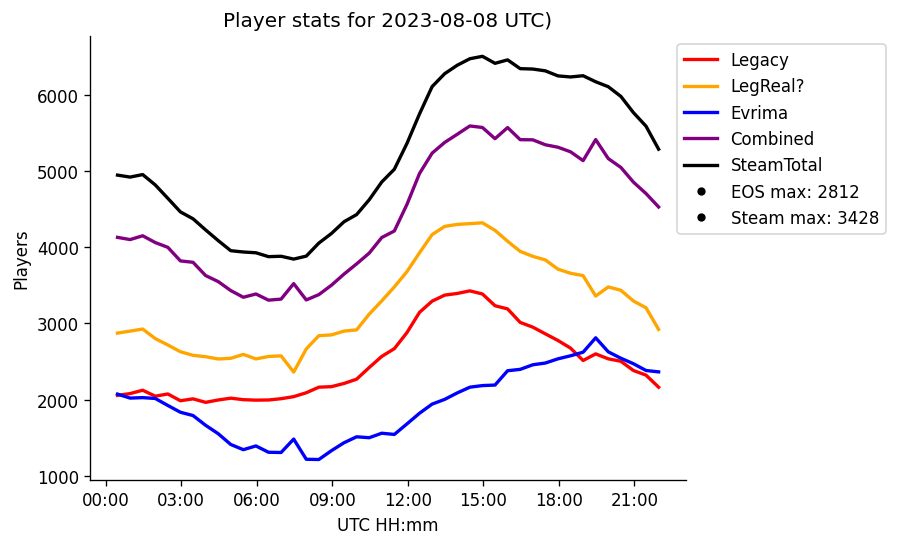 Player stats for 2023-08-08 UTC)
Legacy
LegReal?
Evrima
Combined
SteamTotal
EOS max: 2812
Steam max: 3428
Players
6000
5000
4000
3000
2000
1000
00:00 03:00 06:00 09:00 12:00 15:00 18:00 21:00
UTC HH:mm